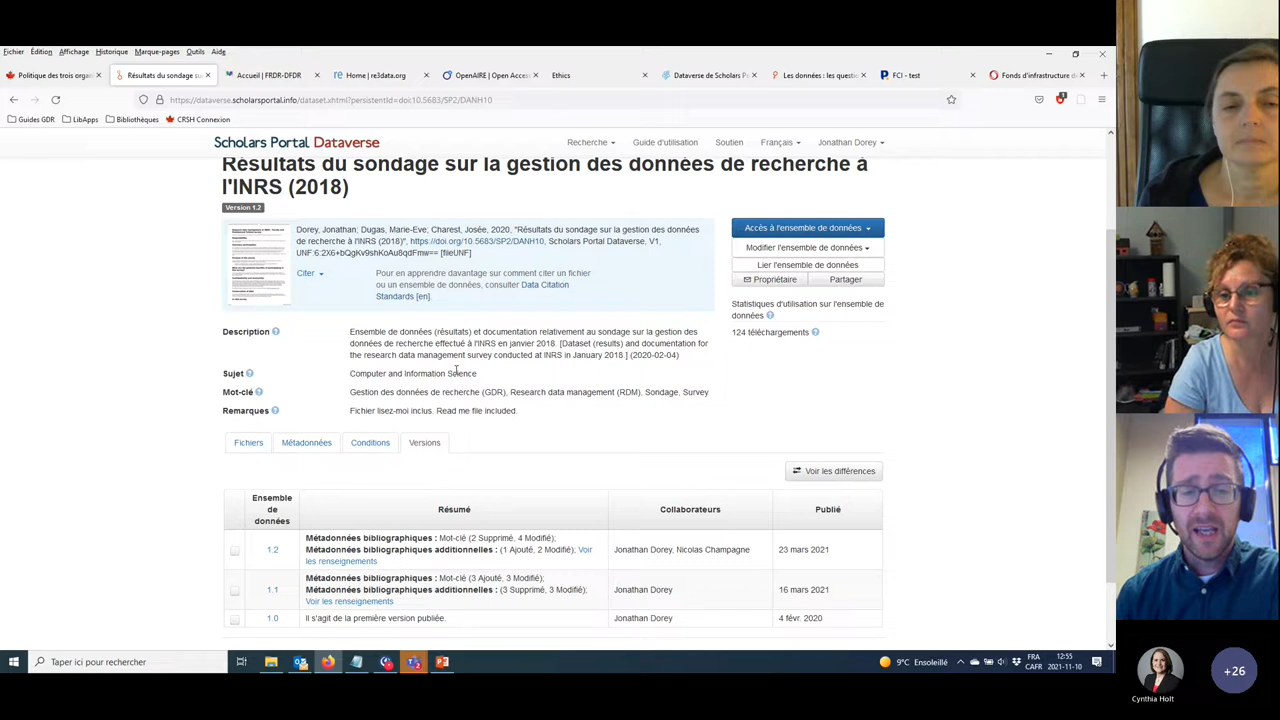 Fichier Édition Affichage Historique Marque-pages Outils Aide
Politique des trois organ
Résultats du sondage su
Accueil | FRDR-DFDR
Home | re3data.org
OpenAIRE | Open Access
Ethics
Dataverse de Scholars Po
Les données : les questio
FCI - test
Fonds d'infrastructure de
https://dataverse.scholarsportal.info/dataset.xhtml?persistentId=doi:10.5683/SP2/DANH10
Guides GDR LibApps Bibliothèques CRSH Connexion
Scholars Portal Dataverse
Recherche Guide d'utilisation Soutien Français Jonathan Dorey
Résultats du sondage sur la gestion des données de recherche à
l'INRS (2018)
Version 1.2
Dorey, Jonathan; Dugas, Marie-Eve; Charest, Josée, 2020, "Résultats du sondage sur la gestion des données
de recherche à l'INRS (2018)", https://doi.org/10.5683/SP2/DANH10, Scholars Portal Dataverse, V1,
UNF:6:2X6+bQgKv9shKoAu8qdFmw== [fileUNF]
Citer
Pour en apprendre davantage sur comment citer un fichier
ou un ensemble de données, consulter Data Citation
Standards [en].
Accès à l'ensemble de données
Modifier l'ensemble de données
Lier l'ensemble de données
Propriétaire Partager
Statistiques d'utilisation sur l'ensemble de
données
124 téléchargements
Description
Ensemble de données (résultats) et documentation relativement au sondage sur la gestion des
données de recherche effectué à l'INRS en janvier 2018. [Dataset (results) and documentation for
the research data management survey conducted at INRS in January 2018.] (2020-02-04)
Sujet
Computer and Information Science
Mot-clé
Gestion des données de recherche (GDR), Research data management (RDM), Sondage, Survey
Remarques
Fichier lisez-moi inclus. Read me file included.
Fichiers Métadonnées Conditions Versions
Voir les différences
Ensemble
de
données
Résumé
Collaborateurs
Publié
1.2
Métadonnées bibliographiques : Mot-clé (2 Supprimé, 4 Modifié);
Métadonnées bibliographiques additionnelles : (1 Ajouté, 2 Modifié); Voir
les renseignements
Jonathan Dorey, Nicolas Champagne
23 mars 2021
1.1
Métadonnées bibliographiques : Mot-clé (3 Ajouté, 3 Modifié);
Métadonnées bibliographiques additionnelles : (3 Supprimé, 3 Modifié);
Voir les renseignements
Jonathan Dorey
16 mars 2021
1.0
Il s'agit de la première version publiée.
Jonathan Dorey
4 févr. 2020
Taper ici pour rechercher
9°C Ensoleillé
FRA
CAFR
12:55
2021-11-10
Cynthia Holt
+26